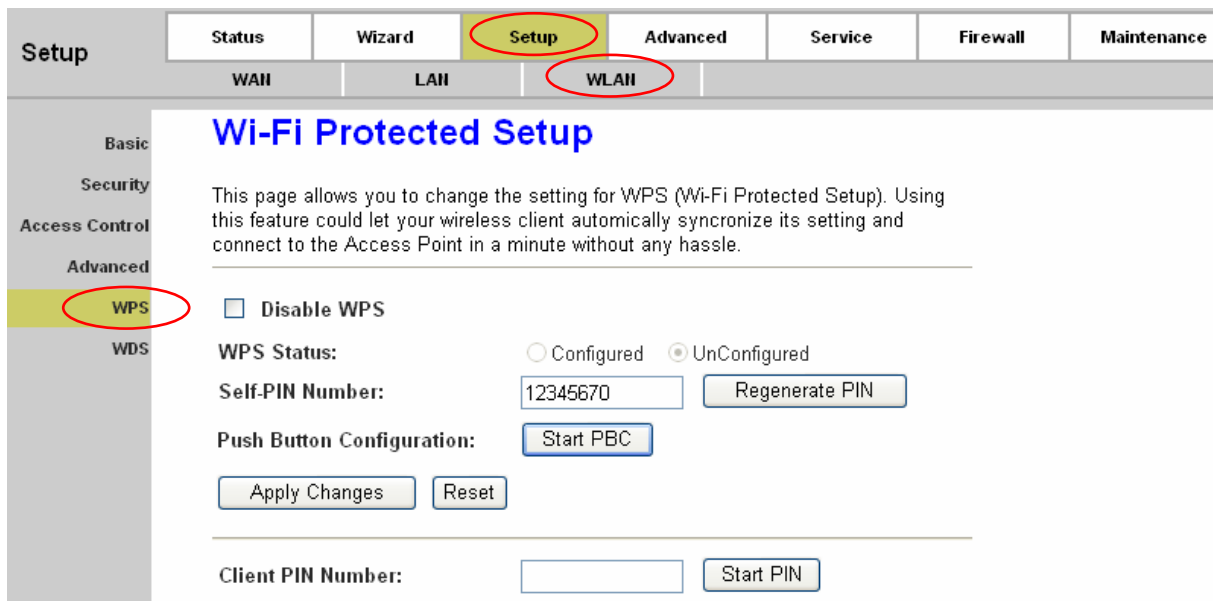 Setup
Status Wizard Setup Advanced Service Firewall Maintenance
WAN LAN WLAN
Basic
Security
Access Control
Advanced
WPS
WDS
Wi-Fi Protected Setup
This page allows you to change the setting for WPS (Wi-Fi Protected Setup). Using
this feature could let your wireless client automically syncronize its setting and
connect to the Access Point in a minute without any hassle.
Disable WPS
WPS Status: Configured UnConfigured
Self-PIN Number: 12345670 Regenerate PIN
Push Button Configuration: Start PBC
Apply Changes Reset
Client PIN Number: Start PIN